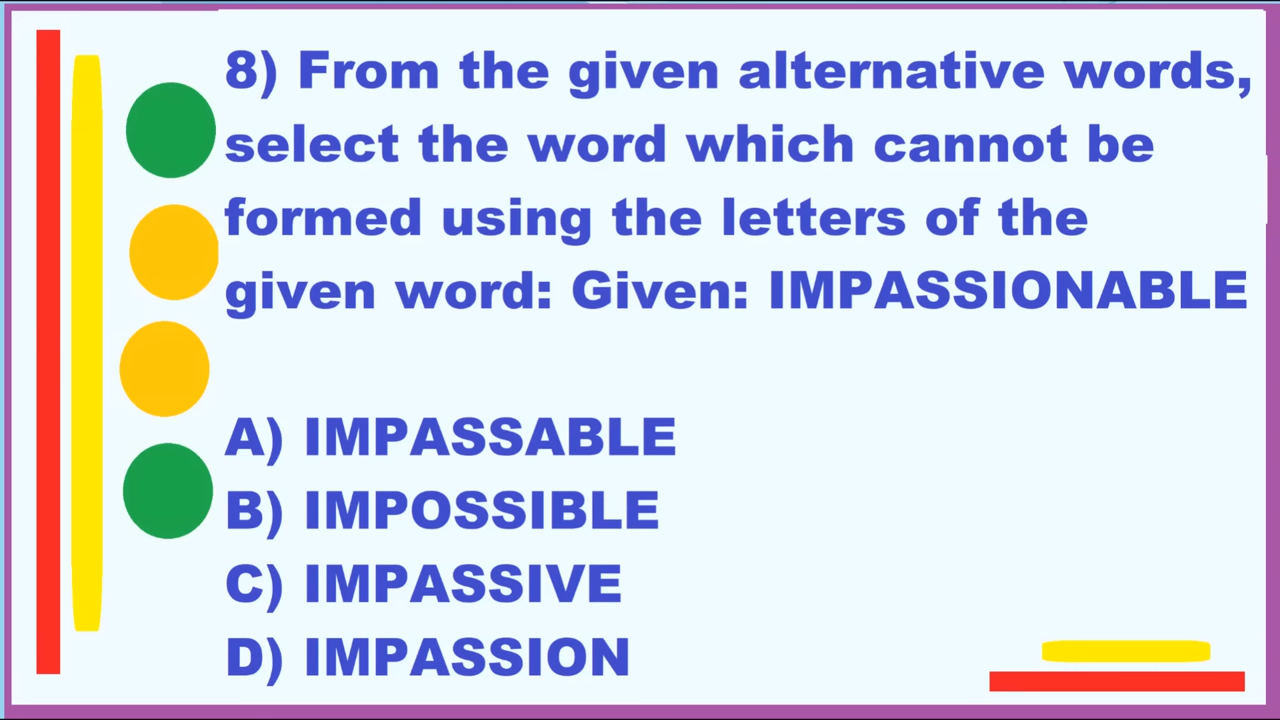 8) From the given alternative words,
select the word which cannot be
formed using the letters of the
given word: Given: IMPASSIONABLE
A) IMPASSABLE
B) IMPOSSIBLE
C) IMPASSIVE
D) IMPASSION